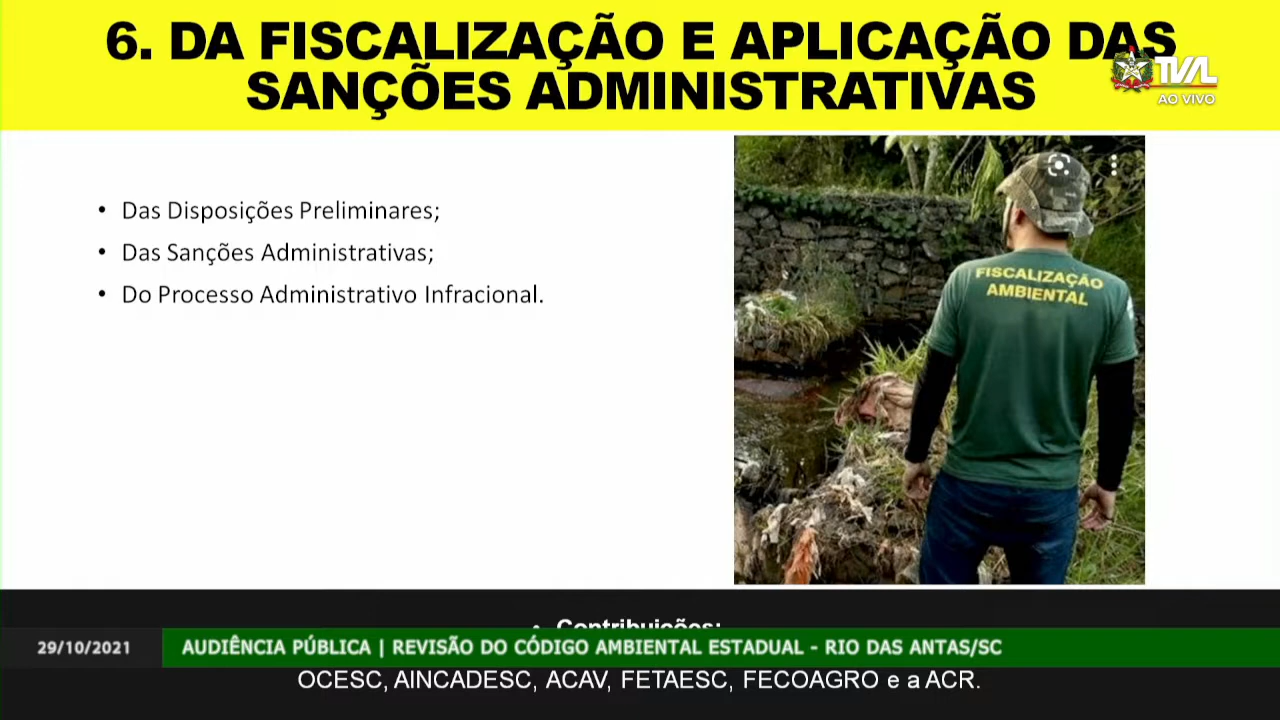 6. DA FISCALIZAÇÃO E APLICAÇÃO DAS
SANÇÕES ADMINISTRATIVAS
TVAL
AO VIVO
• Das Disposições Preliminares;
• Das Sanções Administrativas;
• Do Processo Administrativo Infracional.
FISCALIZAÇÃO
AMBIENTAL
• Contribuições:
29/10/2021
AUDIÊNCIA PÚBLICA | REVISÃO DO CÓDIGO AMBIENTAL ESTADUAL - RIO DAS ANTAS/SC
OCESC, AINCADESC, ACAV, FETAESC, FECOAGRO e a ACR.